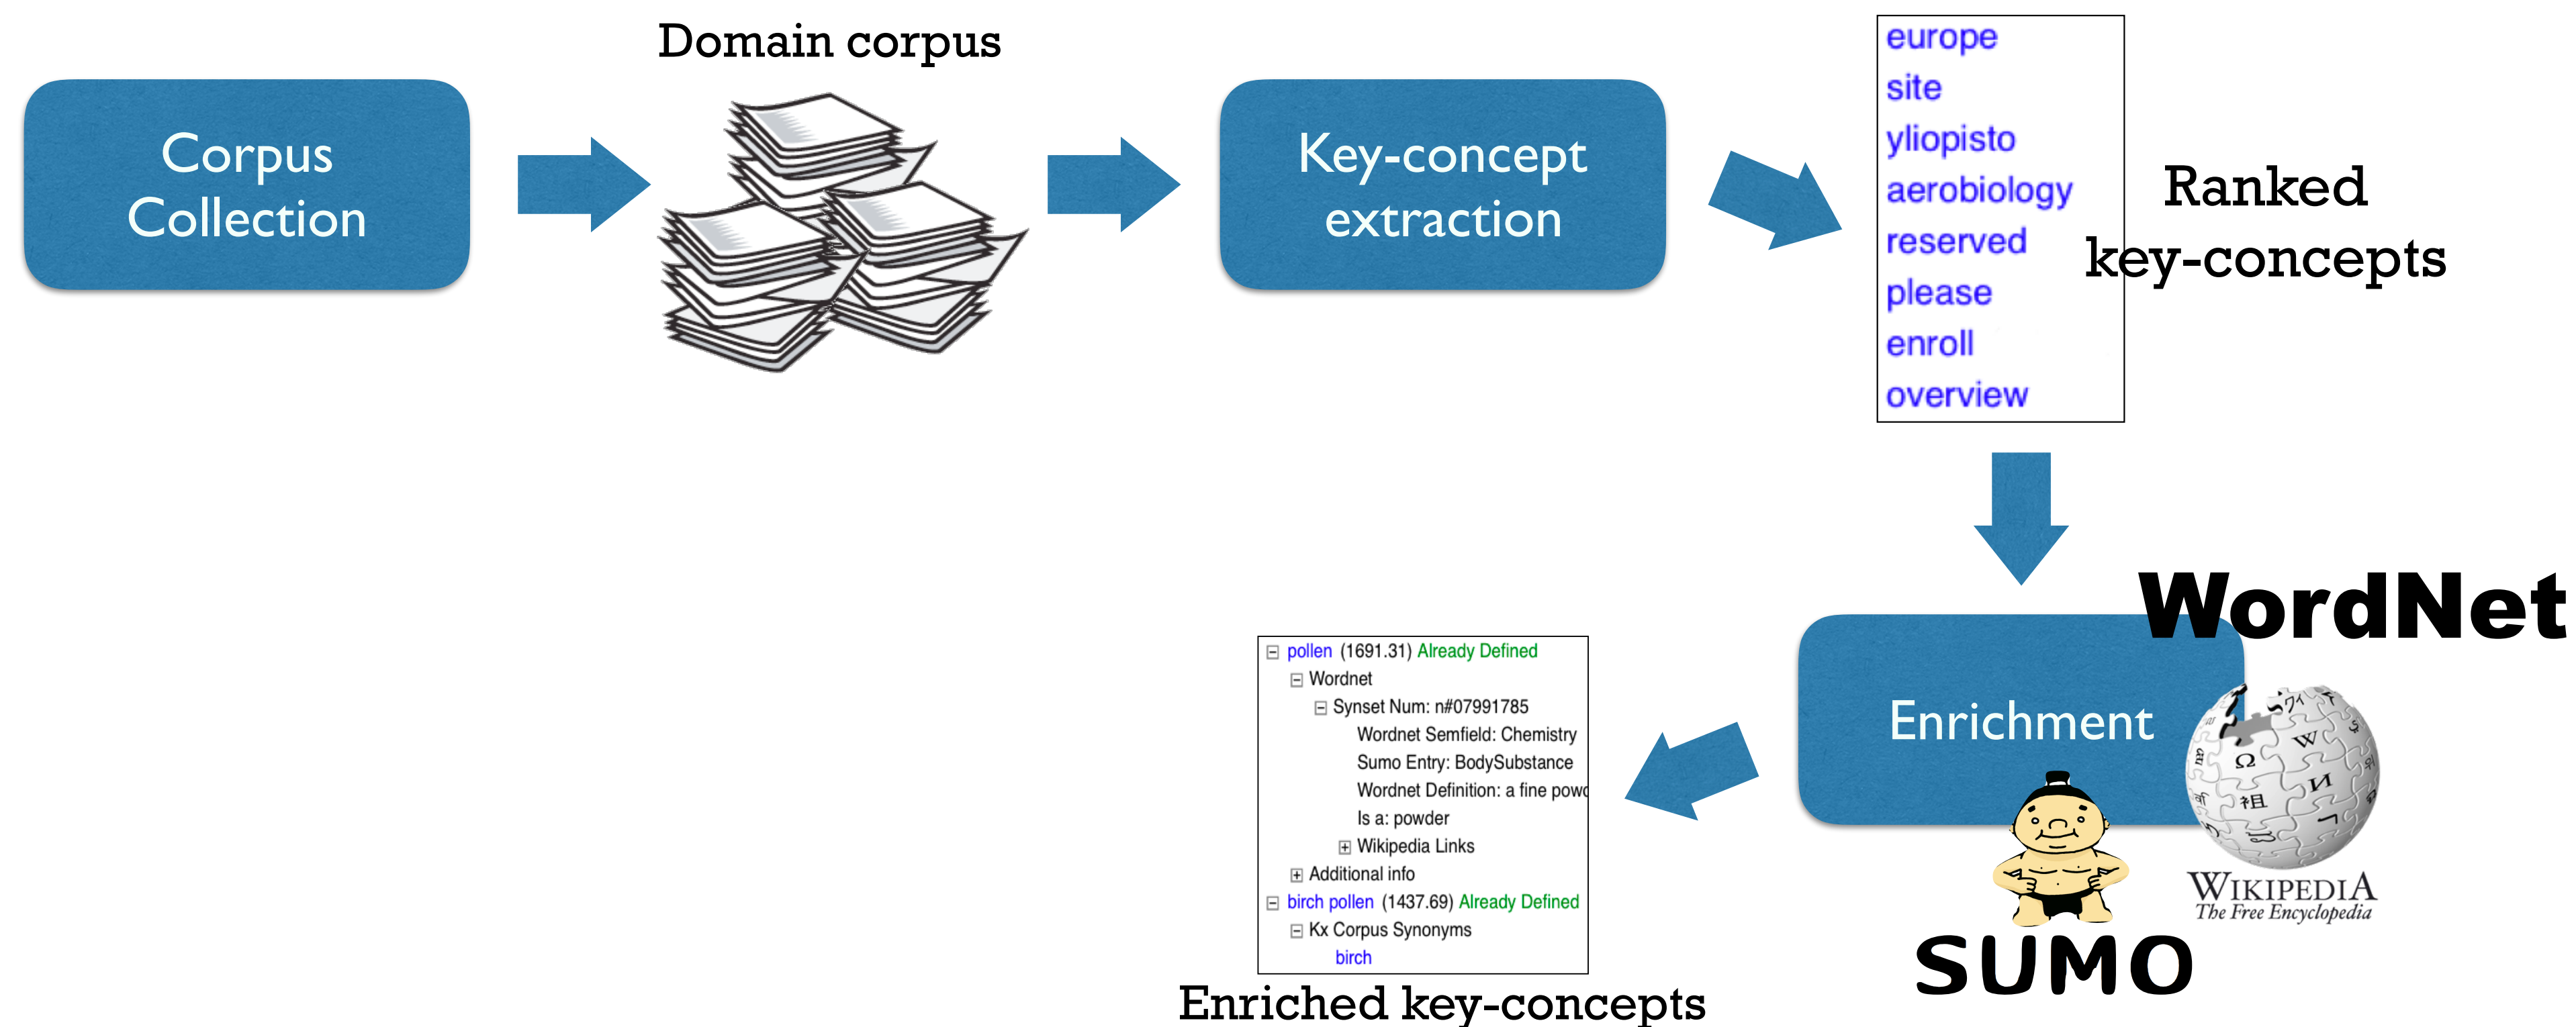 Corpus
Collection
Domain corpus
Key-concept
extraction
europe
site
yliopisto
aerobiology
reserved
please
enroll
overview
Ranked
key-concepts
WordNet
Enrichment
Ω
W
И
祖
WIKIPEDIA
The Free Encyclopedia
SUMO
pollen (1691.31) Already Defined
Wordnet
Synset Num: n#07991785
Wordnet Semfield: Chemistry
Sumo Entry: BodySubstance
Wordnet Definition: a fine powd
Is a: powder
Wikipedia Links
Additional info
birch pollen (1437.69) Already Defined
Kx Corpus Synonyms
birch
Enriched key-concepts